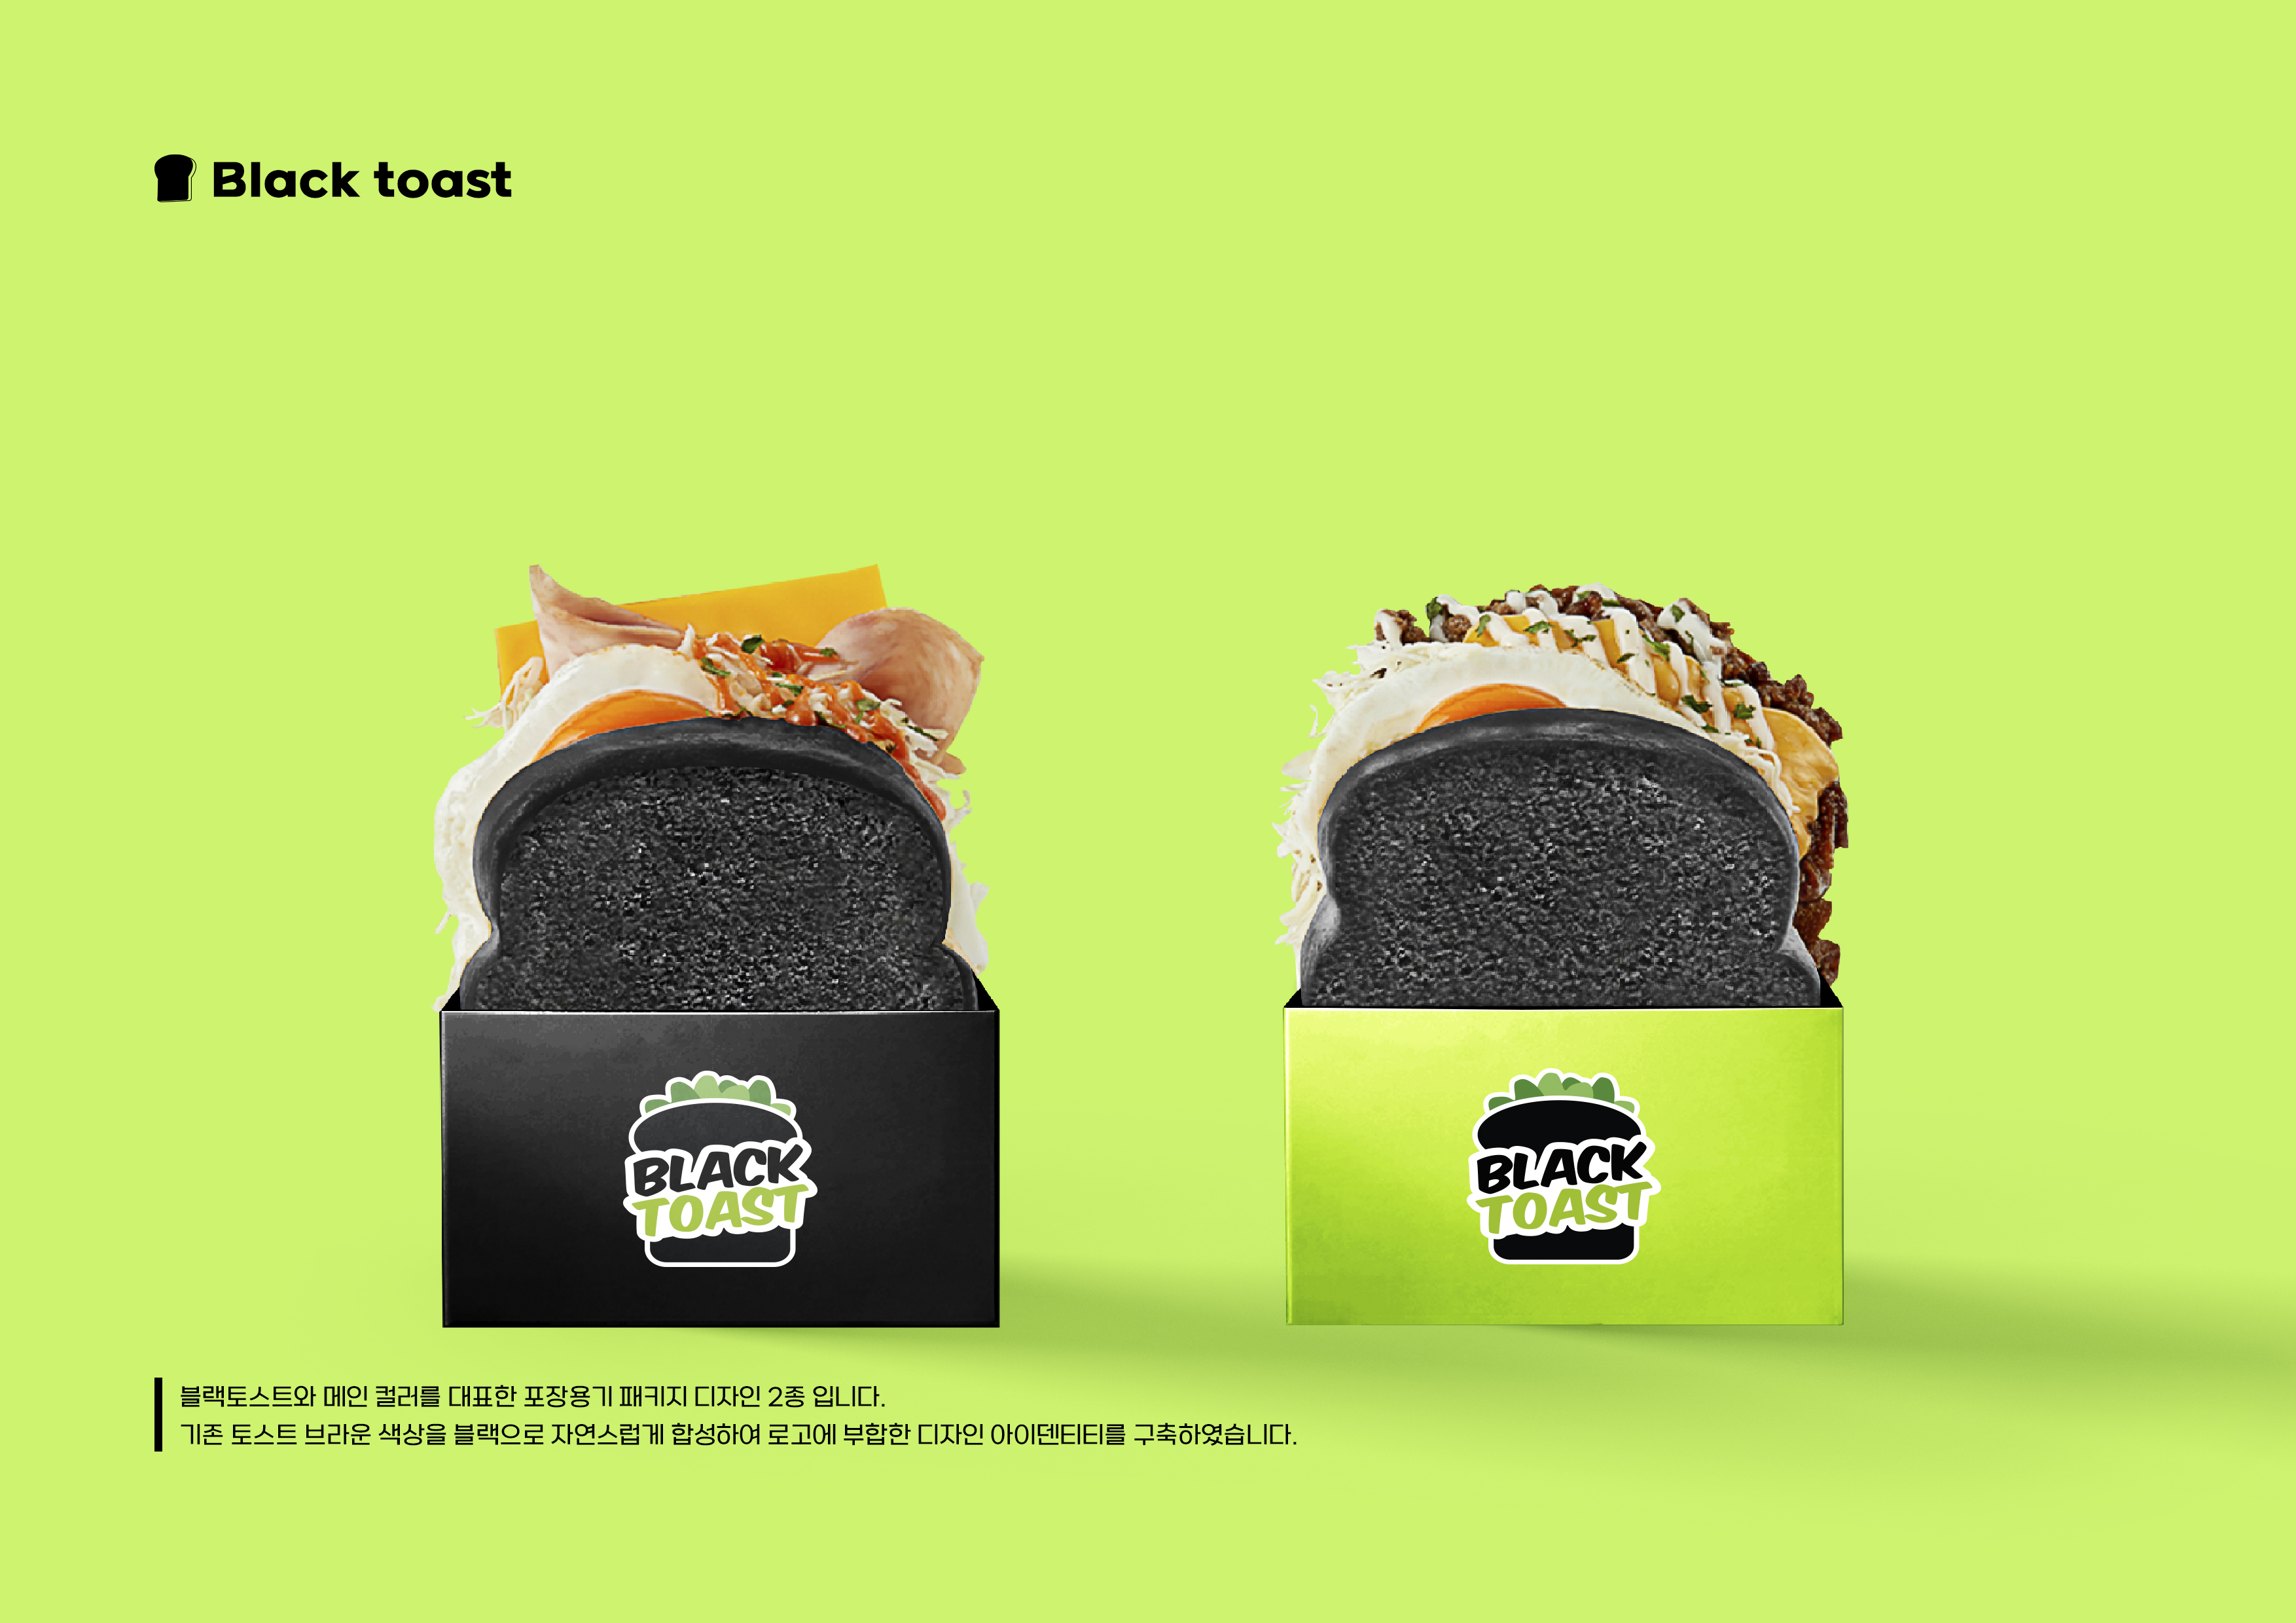 Black toast
BLACK
TOAST
BLACK
TOAST
블랙토스트와 메인 컬러를 대표한 포장용기 패키지 디자인 2종 입니다.
기존 토스트 브라운 색상을 블랙으로 자연스럽게 합성하여 로고에 부합한 디자인 아이덴티티를 구축하였습니다.